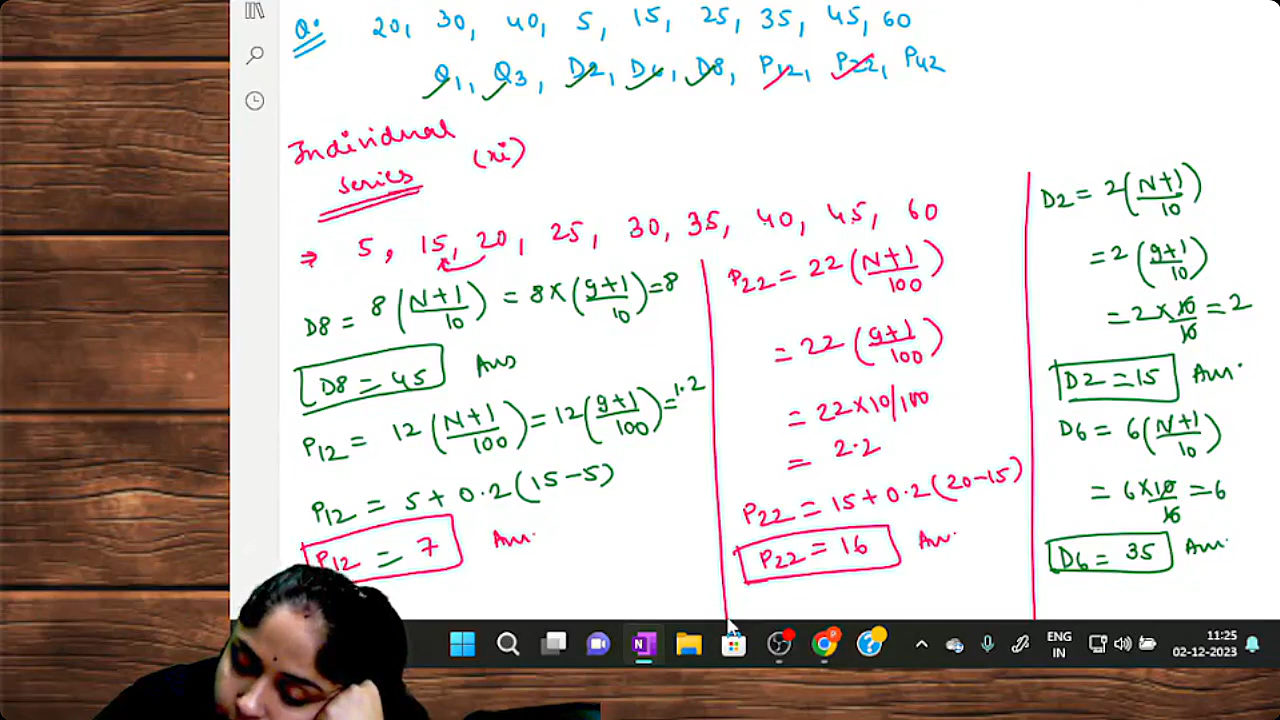 Q: 20, 30, 40, 5, 15, 25, 35, 45, 60
Q1, Q3, D2, D6, D8, P12, P22, P42
Individual
series (xi)
⇒ 5, 15, 20, 25, 30, 35, 40, 45, 60
D8 = 8 (N+1/10) = 8 × (9+1/10) = 8
D8 = 45 Ans
P12 = 12 (N+1/100) = 12 (9+1/100) = 1.2
P12 = 5 + 0.2 (15 - 5)
P12 = 7 Ans.
P22 = 22 (N+1/100)
= 22 (9+1/100)
= 22 × 10/100
= 2.2
P22 = 15 + 0.2 (20-15)
P22 = 16 Ans.
D2 = 2 (N+1/10)
= 2 (9+1/10)
= 2 × 10/10 = 2
D2 = 15 Ans.
D6 = 6 (N+1/10)
= 6 × 10/10 = 6
D6 = 35 Ans.
ENG
IN
11:25
02-12-2023